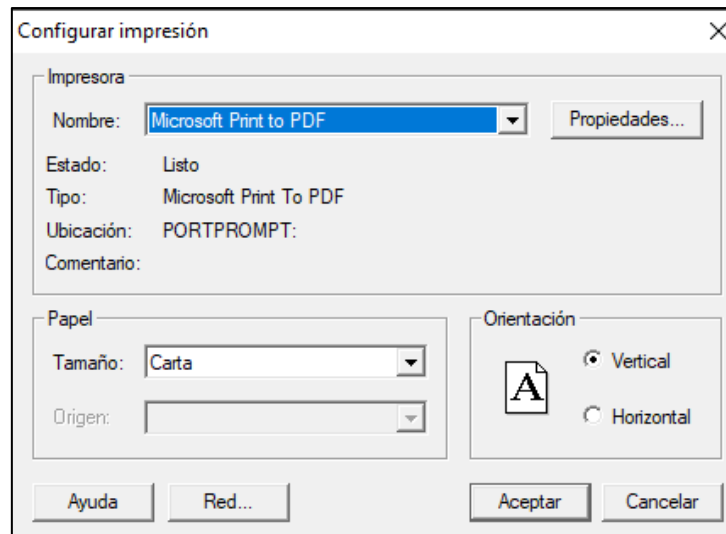 Configurar impresión
Impresora
Nombre: Microsoft Print to PDF Propiedades...
Estado: Listo
Tipo: Microsoft Print To PDF
Ubicación: PORTPROMPT:
Comentario:
Papel
Tamaño: Carta
Origen:
Orientación
A
Vertical
Horizontal
Ayuda Red... Aceptar Cancelar